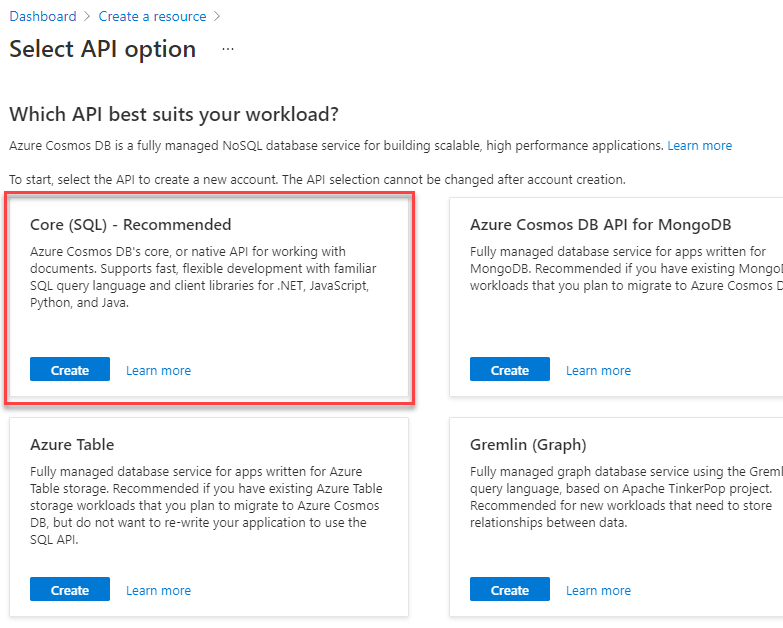 Dashboard > Create a resource >
Select API option ...
Which API best suits your workload?
Azure Cosmos DB is a fully managed NoSQL database service for building scalable, high performance applications. Learn more
To start, select the API to create a new account. The API selection cannot be changed after account creation.
Core (SQL) - Recommended
Azure Cosmos DB's core, or native API for working with
documents. Supports fast, flexible development with familiar
SQL query language and client libraries for .NET, JavaScript,
Python, and Java.
Create Learn more
Azure Cosmos DB API for MongoDB
Fully managed database service for apps written for
MongoDB. Recommended if you have existing Mongo
workloads that you plan to migrate to Azure Cosmos
Create Learn more
Azure Table
Fully managed database service for apps written for Azure
Table storage. Recommended if you have existing Azure Table
storage workloads that you plan to migrate to Azure Cosmos
DB, but do not want to re-write your application to use the
SQL API.
Create Learn more
Gremlin (Graph)
Fully managed graph database service using the Greml
query language, based on Apache TinkerPop project.
Recommended for new workloads that need to store
relationships between data.
Create Learn more